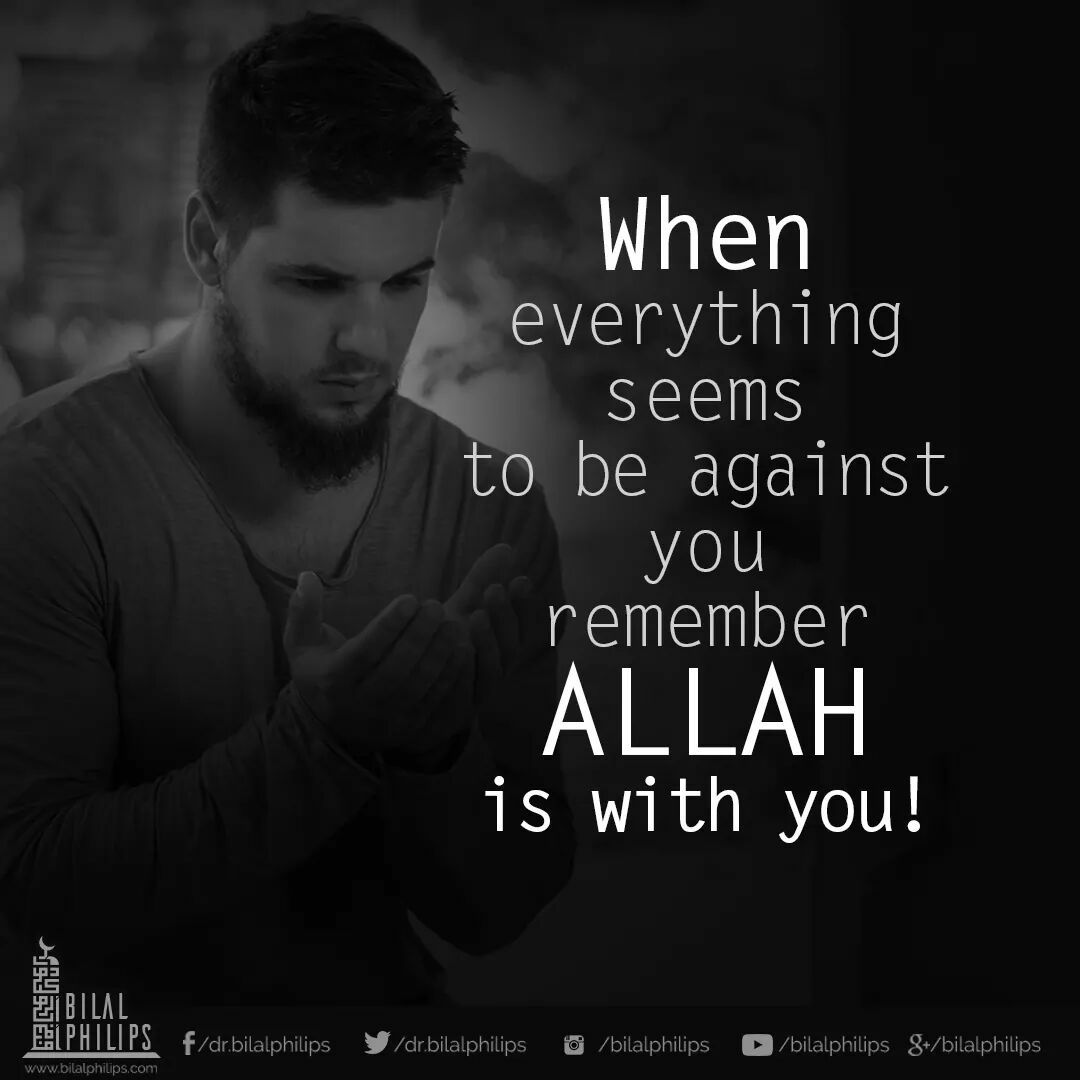 When
everything
seems
to be against
you
remember
ALLAH
is with you!
BILAL
PHILIPS
www.bilalphilips.com
f/dr.bilalphilips
/dr.bilalphilips
/bilalphilips
/bilalphilips
g+/bilalphilips